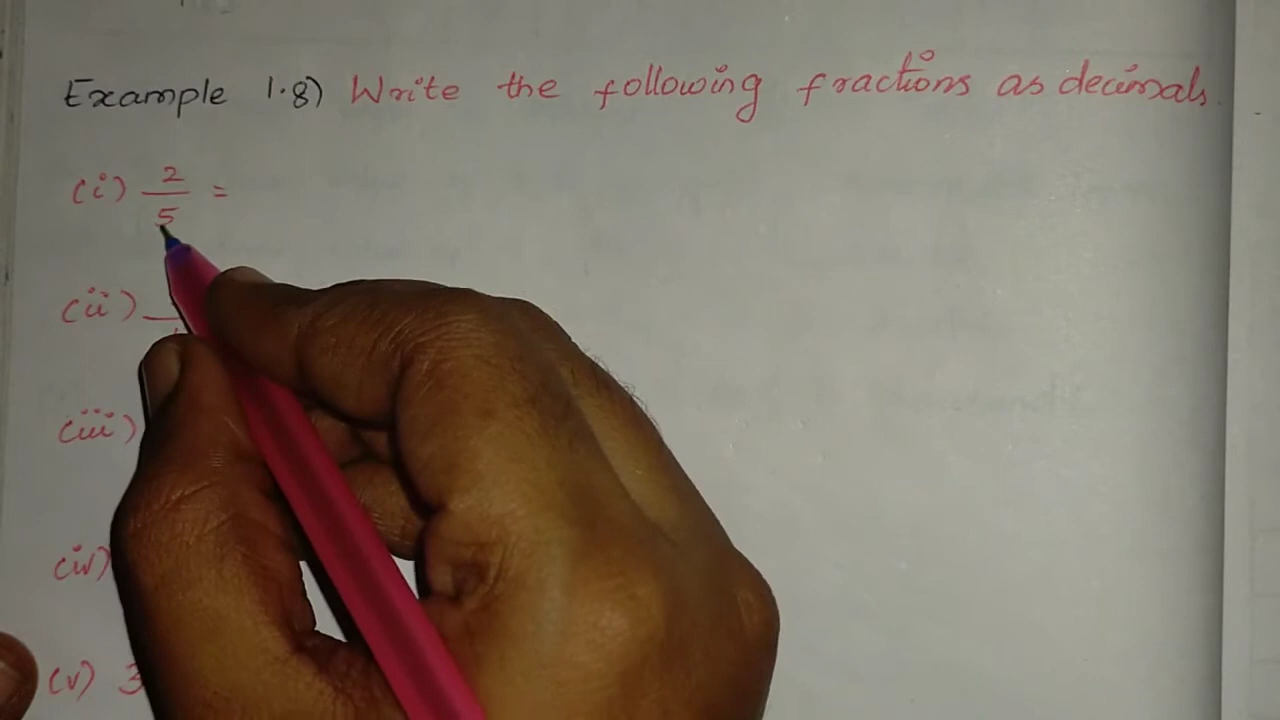 Example 1.8) Write the following fractions as decimals.
(i) 2/5 =
(ii)
(iii)
(iv)
(v) 3